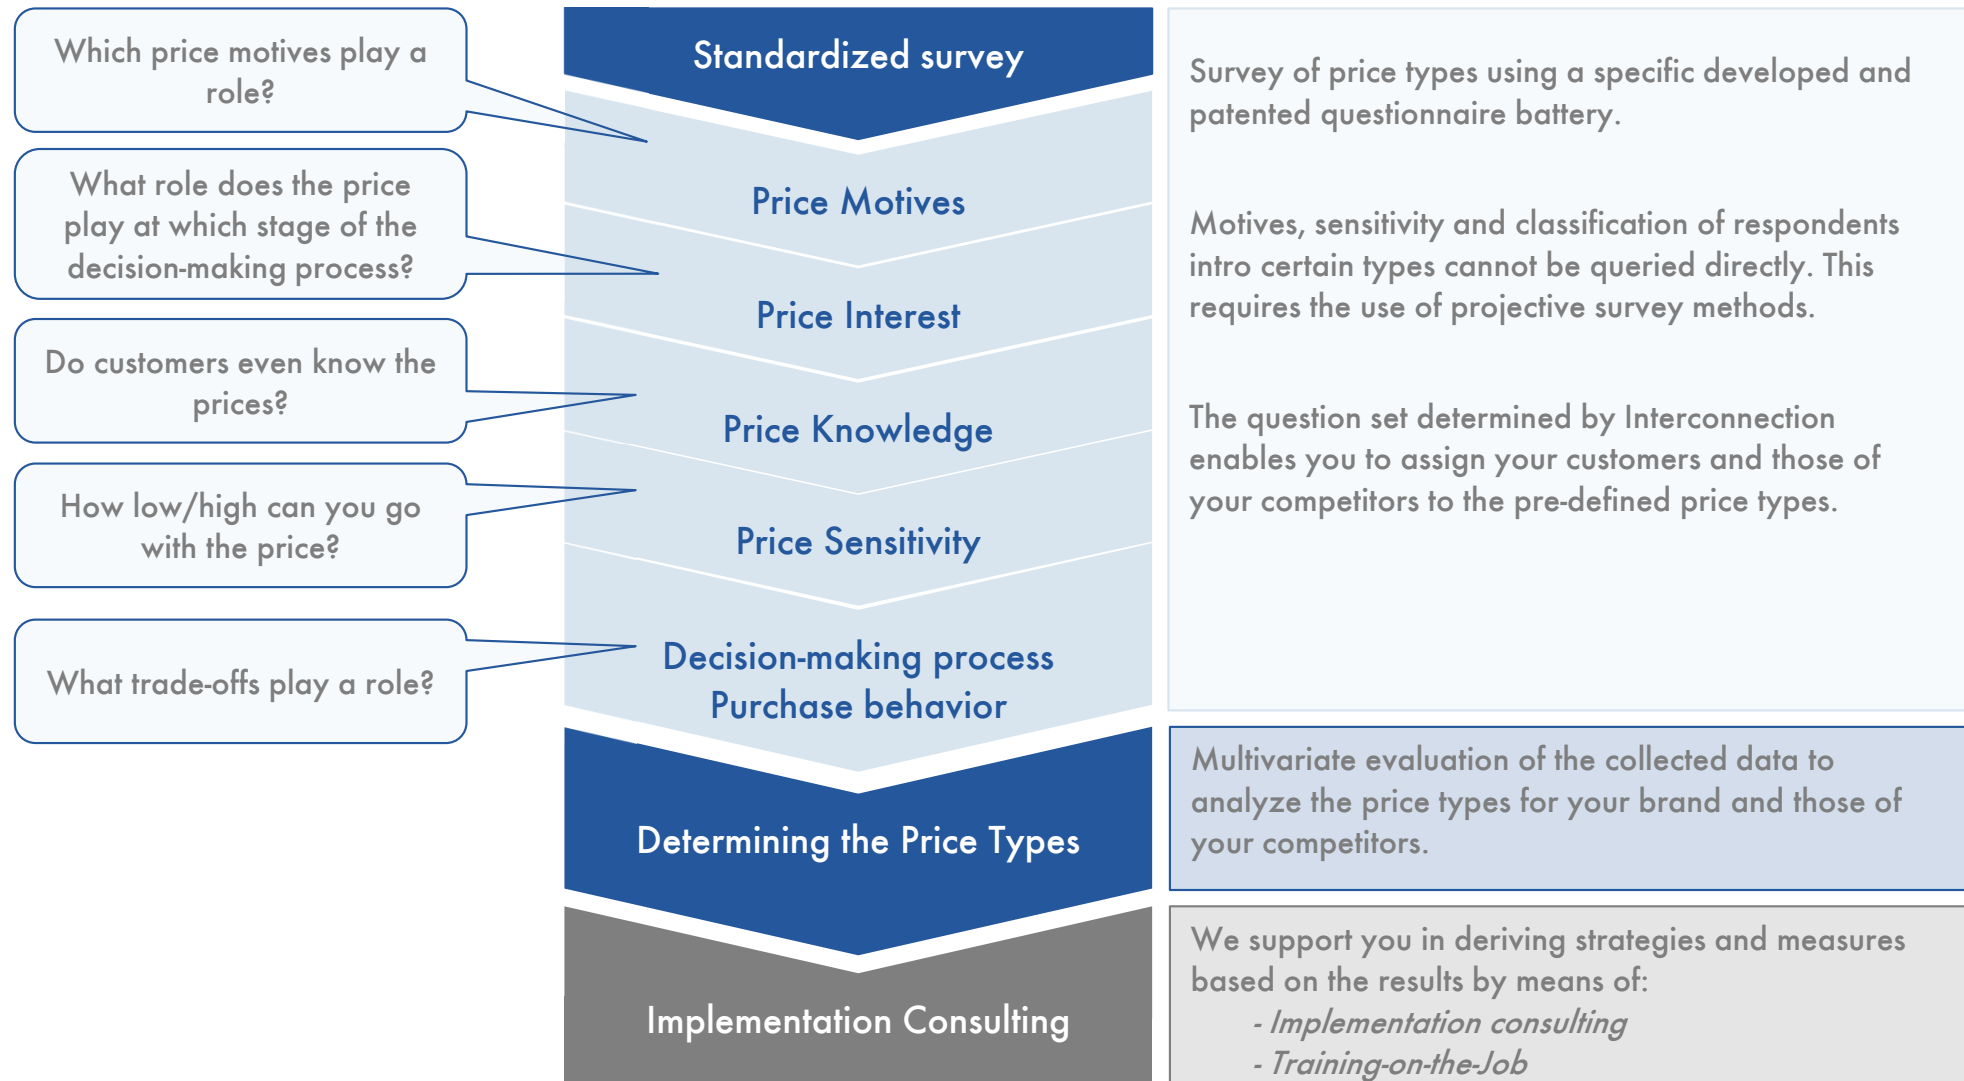 Which price motives play a
role?
What role does the price
play at which stage of the
decision-making process?
Do customers even know the
prices?
How low/high can you go
with the price?
What trade-offs play a role?
Standardized survey
Price Motives
Price Interest
Price Knowledge
Price Sensitivity
Decision-making process
Purchase behavior
Determining the Price Types
Implementation Consulting
Survey of price types using a specific developed and
patented questionnaire battery.
Motives, sensitivity and classification of respondents
intro certain types cannot be queried directly. This
requires the use of projective survey methods.
The question set determined by Interconnection
enables you to assign your customers and those of
your competitors to the pre-defined price types.
Multivariate evaluation of the collected data to
analyze the price types for your brand and those of
your competitors.
We support you in deriving strategies and measures
based on the results by means of:
- Implementation consulting
- Training-on-the-Job